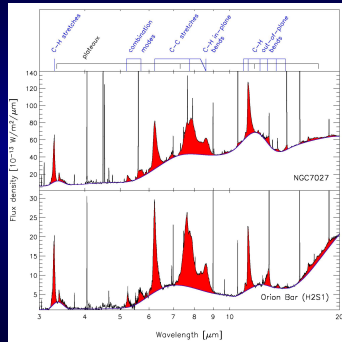 C–H stretches
plateaux
combination
modes
C–C stretches
C–H in–plane
bends
C–H
out–of–plane
bends
140
120
100
80
60
40
20
NGC7027
30
25
20
15
10
5
Orion Bar (H2S1)
3 4 5 6 7 8 9 10 20
Flux density [10⁻¹³ W/m²/μm]
Wavelength [μm]